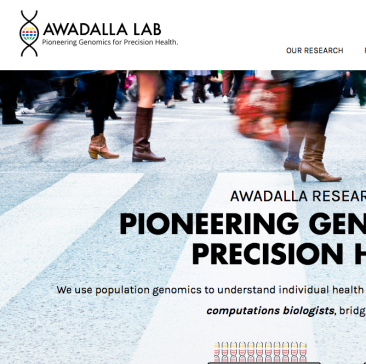 AWADALLA LAB
Pioneering Genomics for Precision Health.
OUR RESEARCH
AWADALLA RESEAR
PIONEERING GEN
PRECISION H
We use population genomics to understand individual health
computations biologists, bridg